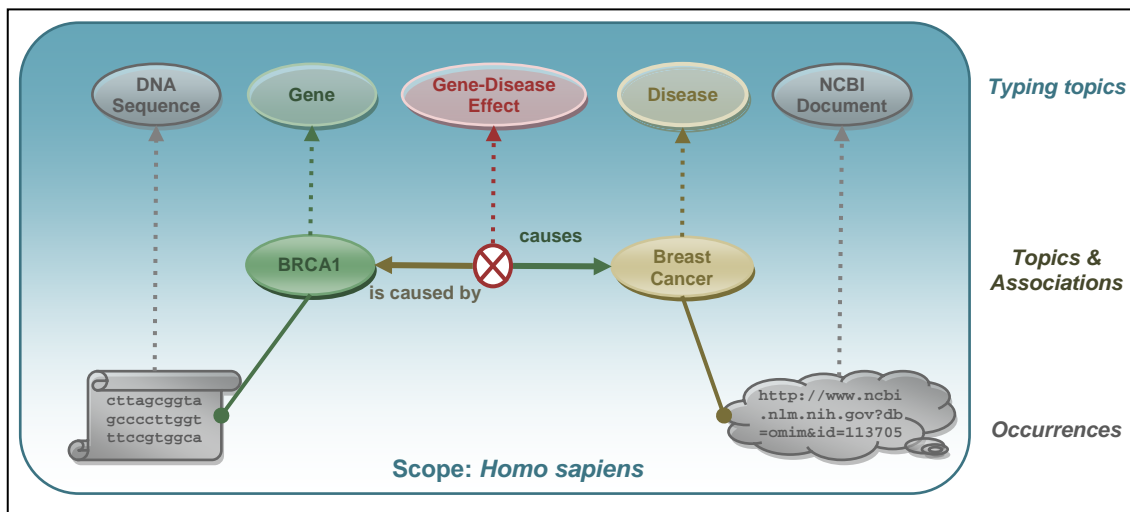 DNA
Sequence
Gene
Gene-Disease
Effect
Disease
NCBI
Document
Typing topics
BRCA1
causes
is caused by
Breast
Cancer
Topics &
Associations
cttagcggta
gccccttggt
ttccgtggca
http://www.ncbi
.nlm.nih.gov?db
=omim&id=113705
Occurrences
Scope: Homo sapiens